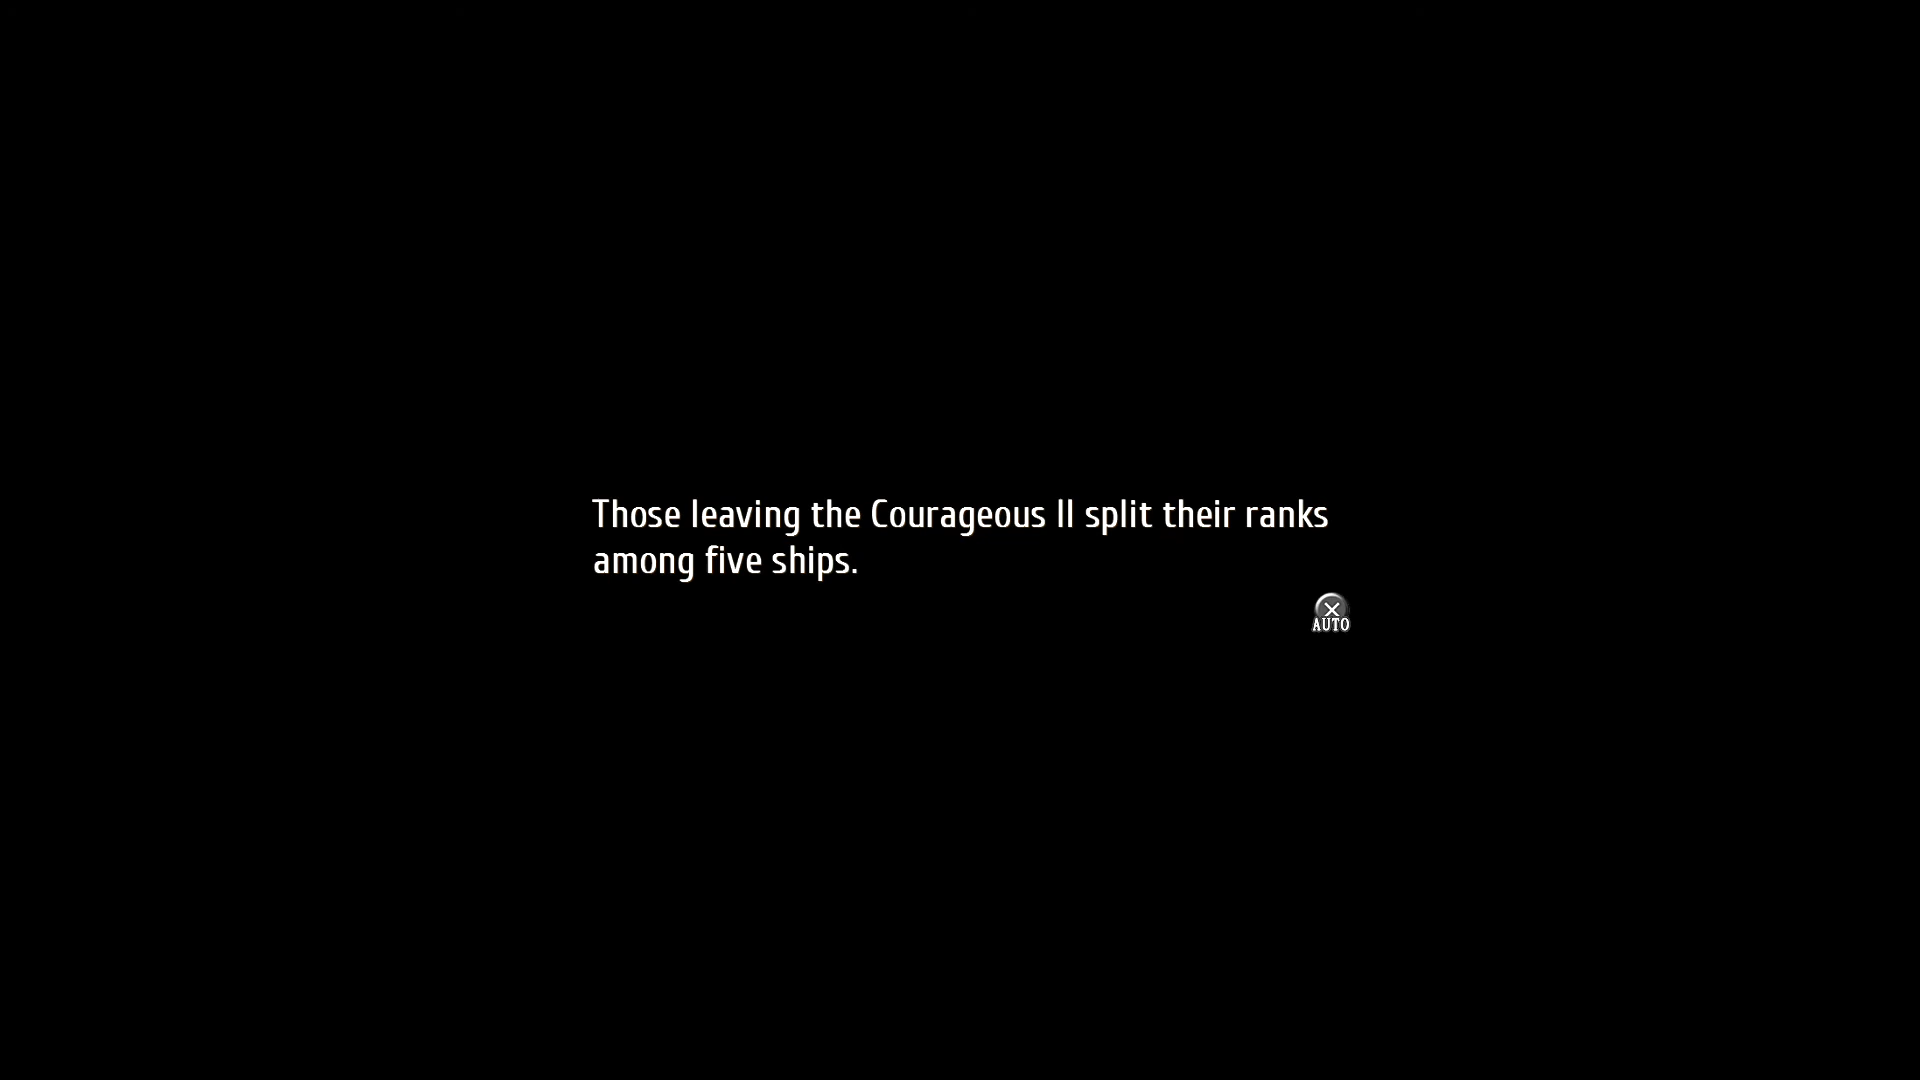 Those leaving the Courageous II split their ranks
among five ships.
AUTO